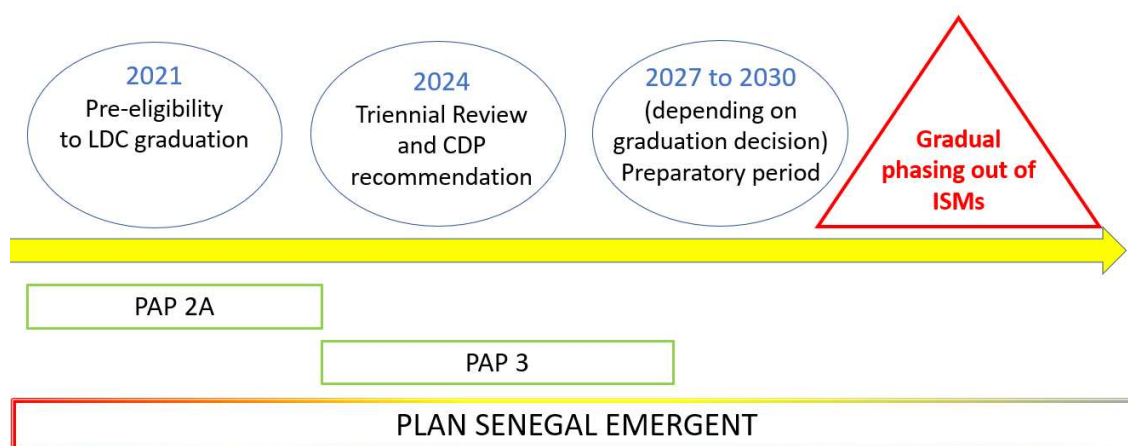 2021
Pre-eligibility
to LDC graduation
2024
Triennial Review
and CDP
recommendation
2027 to 2030
(depending on
graduation decision)
Preparatory period
Gradual
phasing out of
ISMs
PAP 2A
PAP 3
PLAN SENEGAL EMERGENT